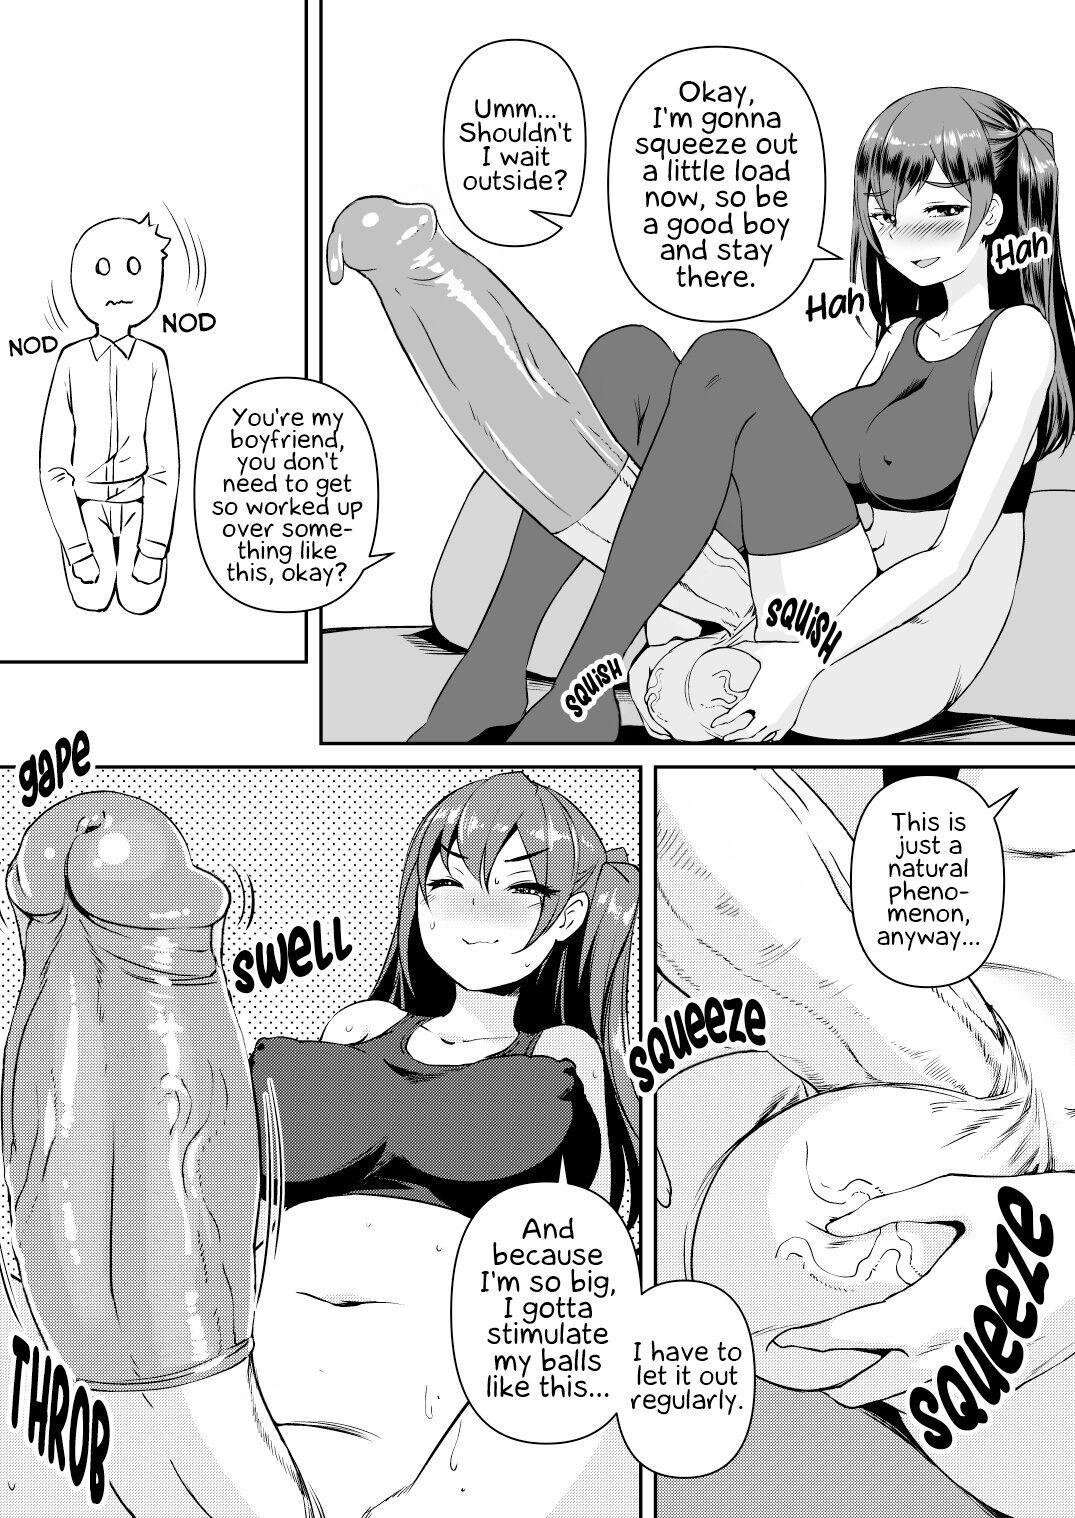 Okay,
I'm gonna
squeeze out
a little load
now, so be
a good boy
and stay
there.
Hah
Hah
Umm...
Shouldn't
I wait
outside?
SQUiSH
SQUiSH
You're my
boyfriend,
you don't
need to get
so worked up
over some-
thing like
this, okay?
NOD
NOD
This is
just a
natural
pheno-
menon,
anyway...
SQUEEZE
SQUEEZE
I have to
let it out
regularly.
And
because
I'm so big,
I gotta
stimulate
my balls
like this...
gape
SWELL
THROB